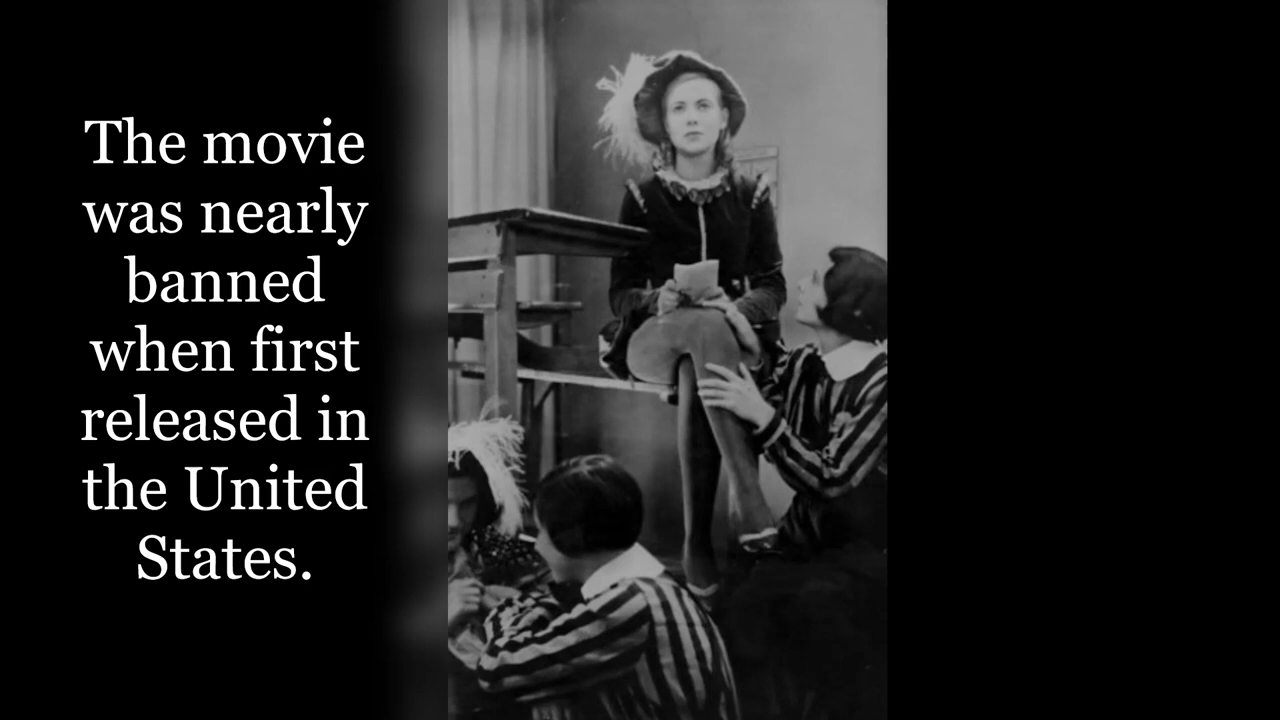 The movie
was nearly
banned
when first
released in
the United
States.